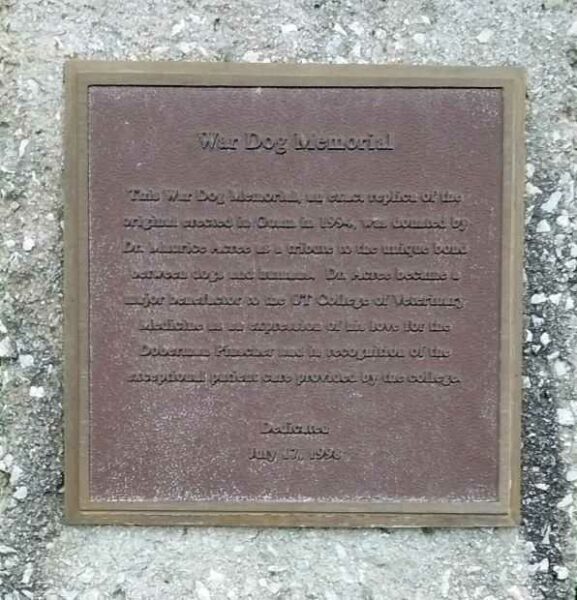 War Dog Memorial
This War Dog Memorial, an exact replica of the
original erected in Guam in 1994, was donated by
Dr. Maurice Acree as a tribute to the unique bond
between dogs and humans. Dr. Acree became a
major benefactor to the UT College of Veterinary
Medicine as an expression of his love for the
Doberman Pinscher and in recognition of the
exceptional patient care provided by the college.
Dedicated
July 17, 1998